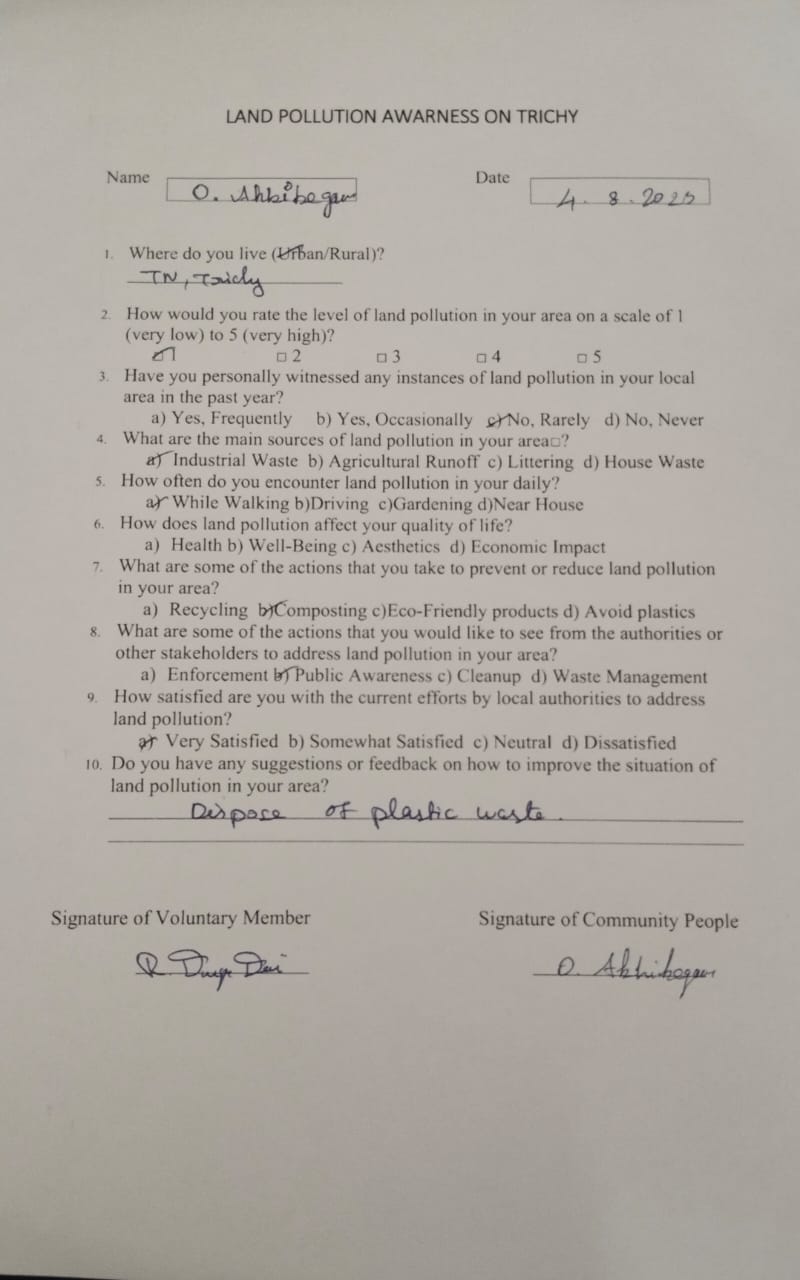 LAND POLLUTION AWARNESS ON TRICHY
Name O. Ahbibegam Date 4. 8. 2025
1. Where do you live (Urban/Rural)?
TN, Trichy
2. How would you rate the level of land pollution in your area on a scale of 1
(very low) to 5 (very high)?
□ 1 □ 2 □ 3 □ 4 □ 5
3. Have you personally witnessed any instances of land pollution in your local
area in the past year?
a) Yes, Frequently b) Yes, Occasionally c) No, Rarely d) No, Never
4. What are the main sources of land pollution in your area□?
a) Industrial Waste b) Agricultural Runoff c) Littering d) House Waste
5. How often do you encounter land pollution in your daily?
a) While Walking b)Driving c)Gardening d)Near House
6. How does land pollution affect your quality of life?
a) Health b) Well-Being c) Aesthetics d) Economic Impact
7. What are some of the actions that you take to prevent or reduce land pollution
in your area?
a) Recycling b)Composting c)Eco-Friendly products d) Avoid plastics
8. What are some of the actions that you would like to see from the authorities or
other stakeholders to address land pollution in your area?
a) Enforcement b) Public Awareness c) Cleanup d) Waste Management
9. How satisfied are you with the current efforts by local authorities to address
land pollution?
a) Very Satisfied b) Somewhat Satisfied c) Neutral d) Dissatisfied
10. Do you have any suggestions or feedback on how to improve the situation of
land pollution in your area?
Dispose of plastic waste.
Signature of Voluntary Member Signature of Community People